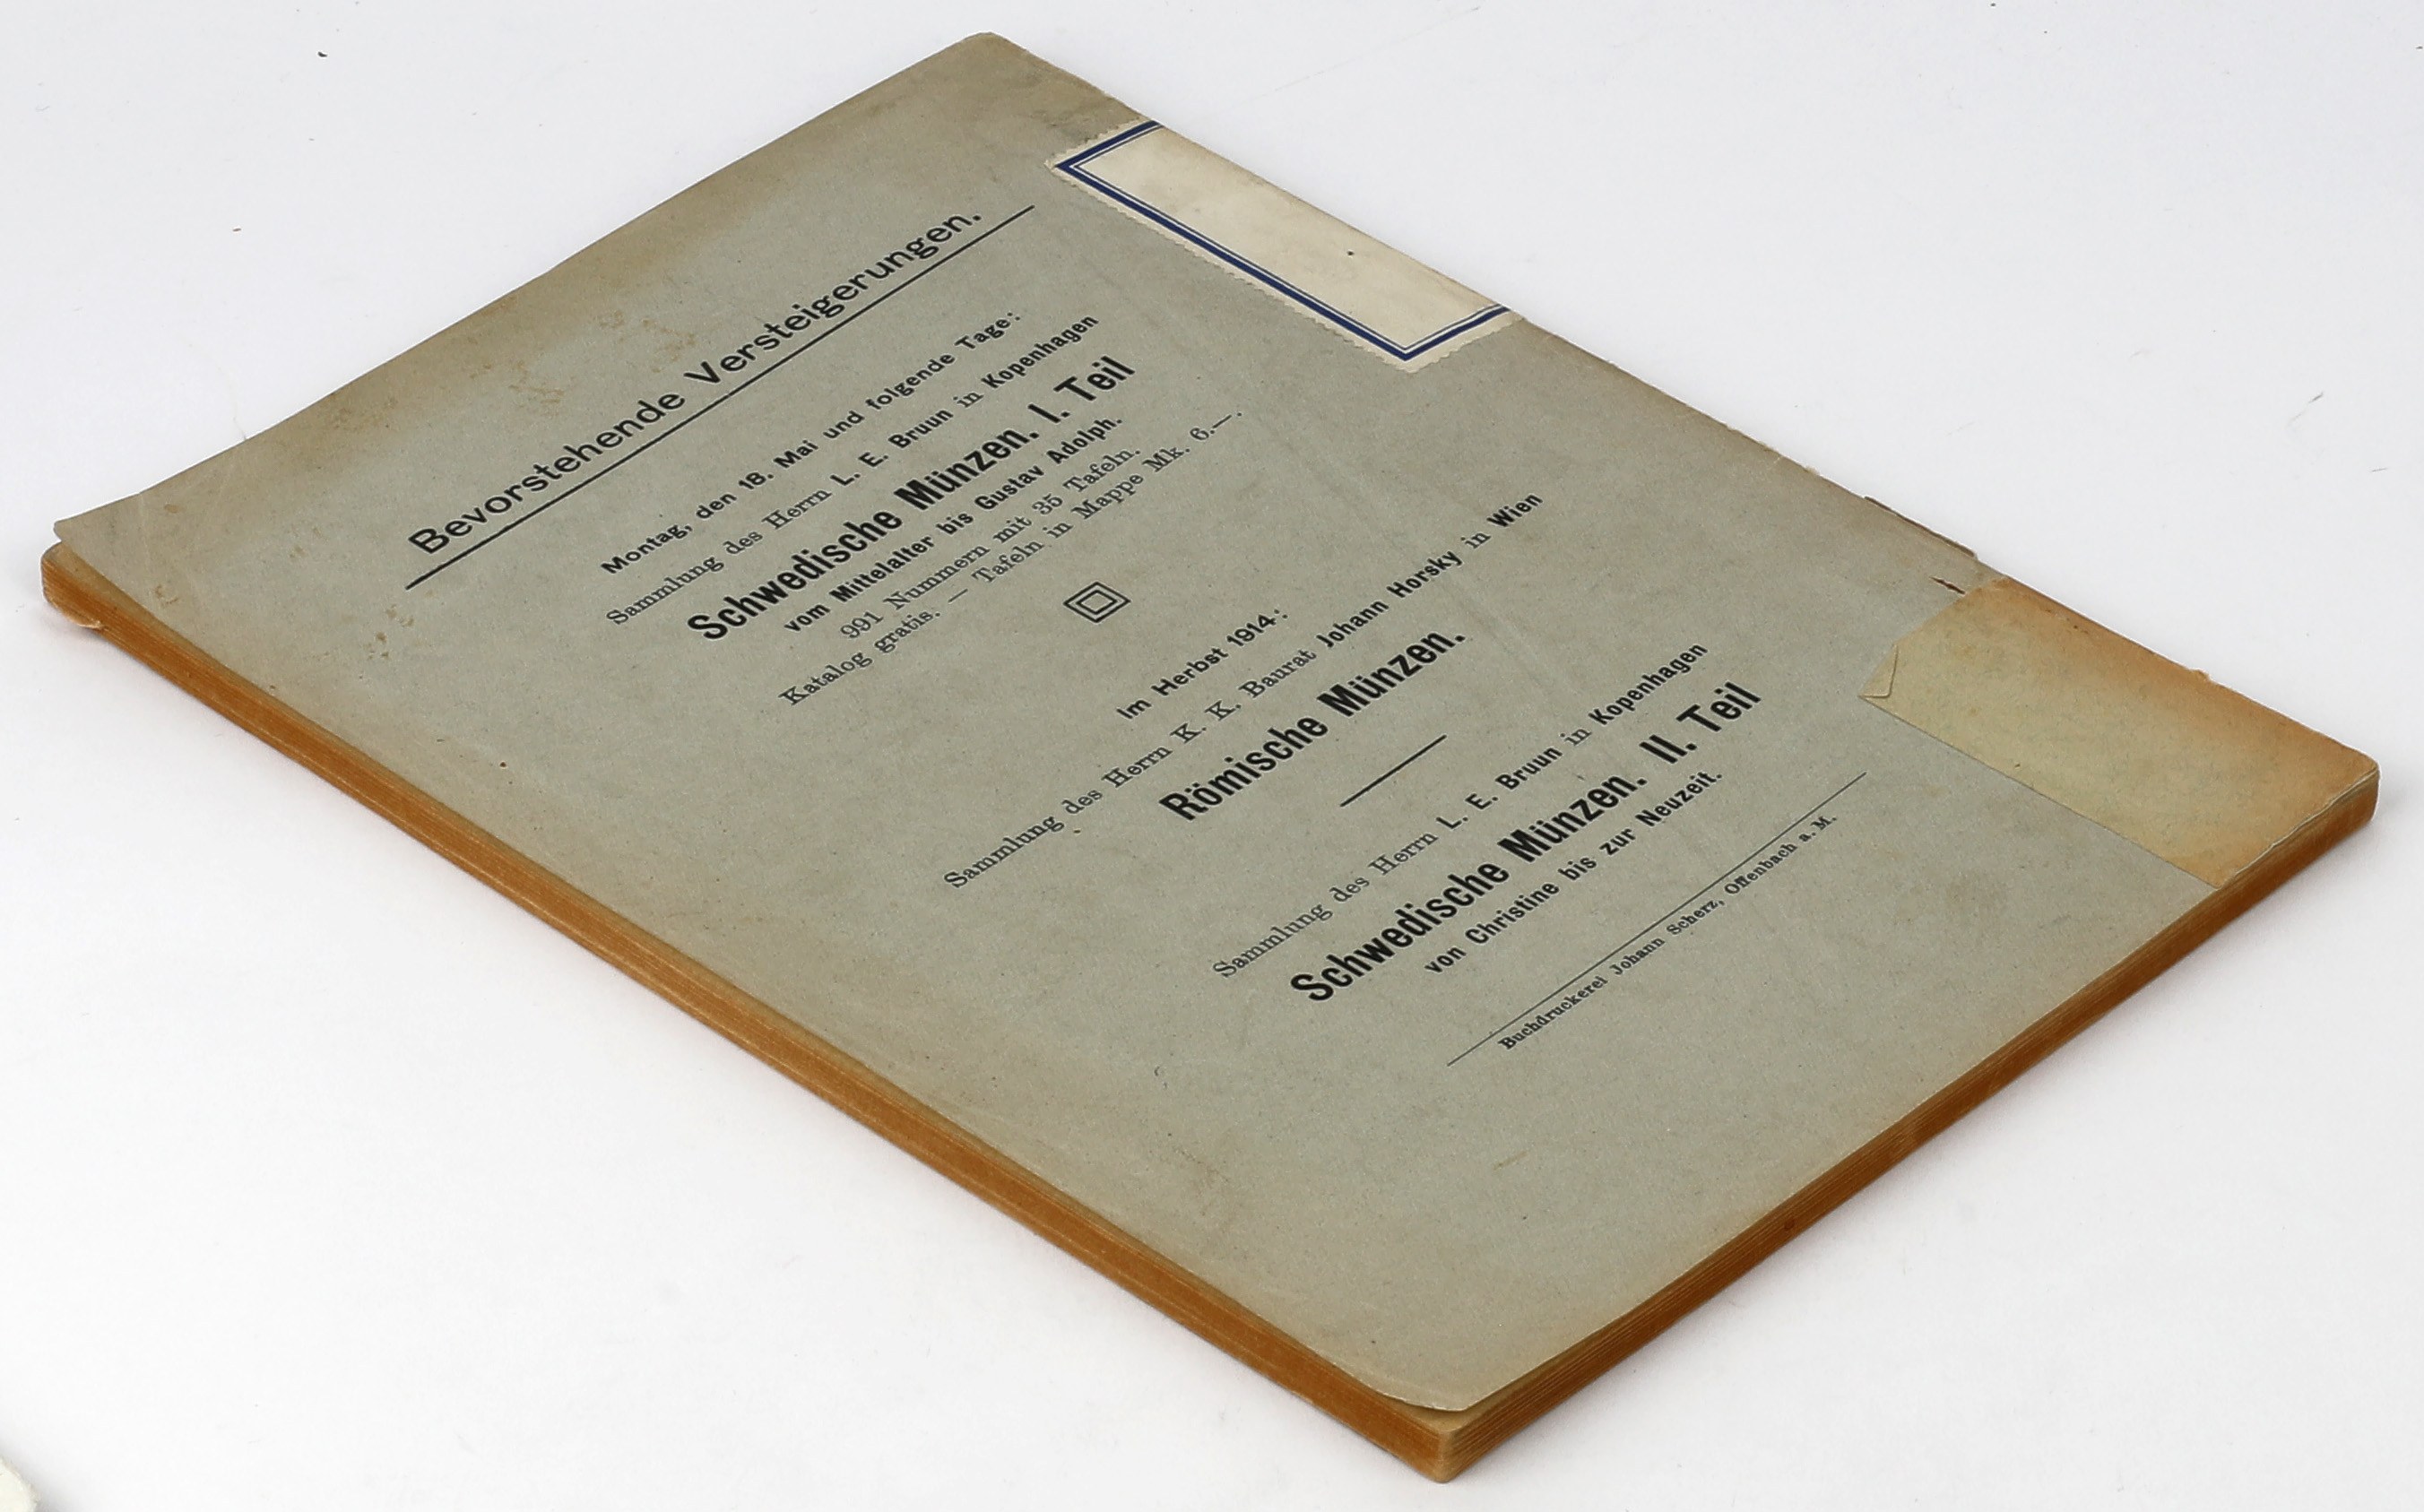 Bevorstehende Versteigerungen.
Montag, den 18. Mai und folgende Tage:
Sammlung des Herrn L. E. Bruun in Kopenhagen
Schwedische Münzen. I. Teil
vom Mittelalter bis Gustav Adolph.
991 Nummern mit 35 Tafeln.
Katalog gratis. — Tafeln in Mappe Mk. 6.—.
Im Herbst 1914:
Sammlung des Herrn K. K. Baurat Johann Horsky in Wien
Römische Münzen.
Sammlung des Herrn L. E. Bruun in Kopenhagen
Schwedische Münzen. II. Teil
von Christine bis zur Neuzeit.
Buchdruckerei Johann Scherz, Offenbach a. M.